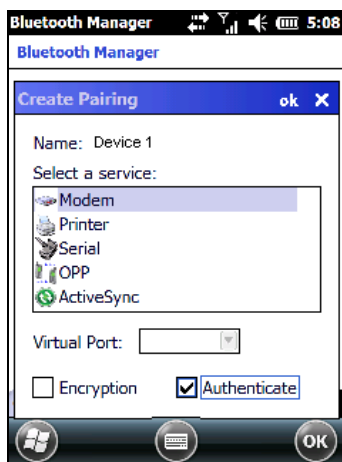 Bluetooth Manager 5:08
Bluetooth Manager
Create Pairing ok
Name: Device 1
Select a service:
Modem
Printer
Serial
OPP
ActiveSync
Virtual Port:
Encryption Authenticate
OK